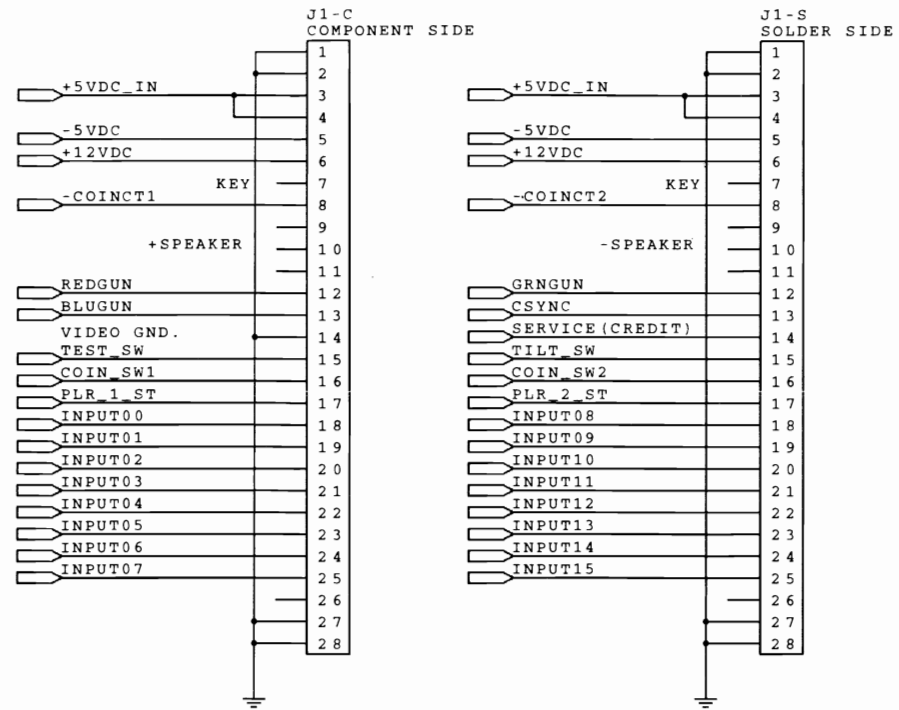 J1-C
COMPONENT SIDE
1
2
+5VDC_IN
3
4
-5VDC
5
+12VDC
6
KEY
7
-COINCT1
8
9
+SPEAKER
10
11
REDGUN
12
BLUGUN
13
VIDEO GND.
14
TEST_SW
15
COIN_SW1
16
PLR_1_ST
17
INPUT00
18
INPUT01
19
INPUT02
20
INPUT03
21
INPUT04
22
INPUT05
23
INPUT06
24
INPUT07
25
26
27
28
J1-S
SOLDER SIDE
1
2
+5VDC_IN
3
4
-5VDC
5
+12VDC
6
KEY
7
-COINCT2
8
9
-SPEAKER
10
11
GRNGUN
12
CSYNC
13
SERVICE(CREDIT)
14
TILT_SW
15
COIN_SW2
16
PLR_2_ST
17
INPUT08
18
INPUT09
19
INPUT10
20
INPUT11
21
INPUT12
22
INPUT13
23
INPUT14
24
INPUT15
25
26
27
28